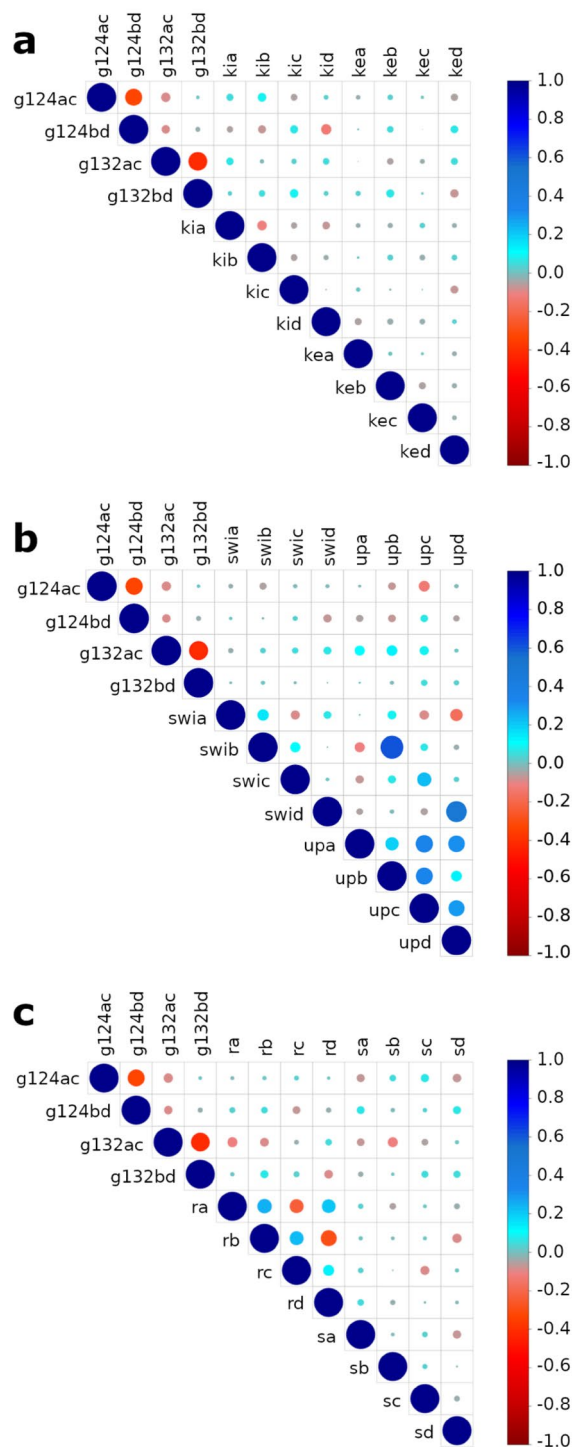 a
g124ac g124bd g132ac g132bd kia kib kic kid kea keb kec ked
g124ac
g124bd
g132ac
g132bd
kia
kib
kic
kid
kea
keb
kec
ked
1.0
0.8
0.6
0.4
0.2
0.0
-0.2
-0.4
-0.6
-0.8
-1.0
b
g124ac g124bd g132ac g132bd swia swib swic swid upa upb upc upd
g124ac
g124bd
g132ac
g132bd
swia
swib
swic
swid
upa
upb
upc
upd
1.0
0.8
0.6
0.4
0.2
0.0
-0.2
-0.4
-0.6
-0.8
-1.0
c
g124ac g124bd g132ac g132bd ra rb rc rd sa sb sc sd
g124ac
g124bd
g132ac
g132bd
ra
rb
rc
rd
sa
sb
sc
sd
1.0
0.8
0.6
0.4
0.2
0.0
-0.2
-0.4
-0.6
-0.8
-1.0